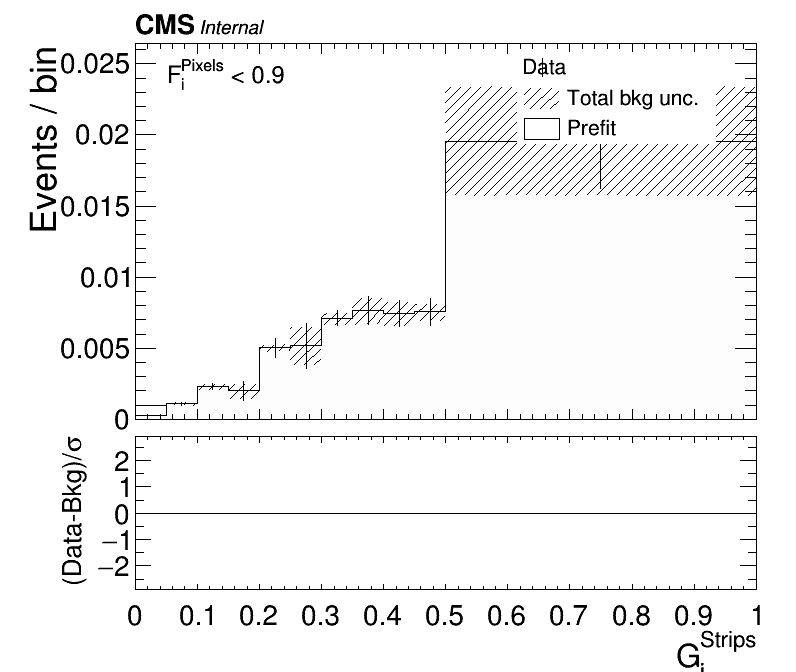 CMS Internal
F_i^Pixels < 0.9
Data
Total bkg unc.
Prefit
Events / bin
0.025
0.02
0.015
0.01
0.005
0
(Data-Bkg)/σ
2
1
0
−1
−2
0 0.1 0.2 0.3 0.4 0.5 0.6 0.7 0.8 0.9 1
G_i^Strips